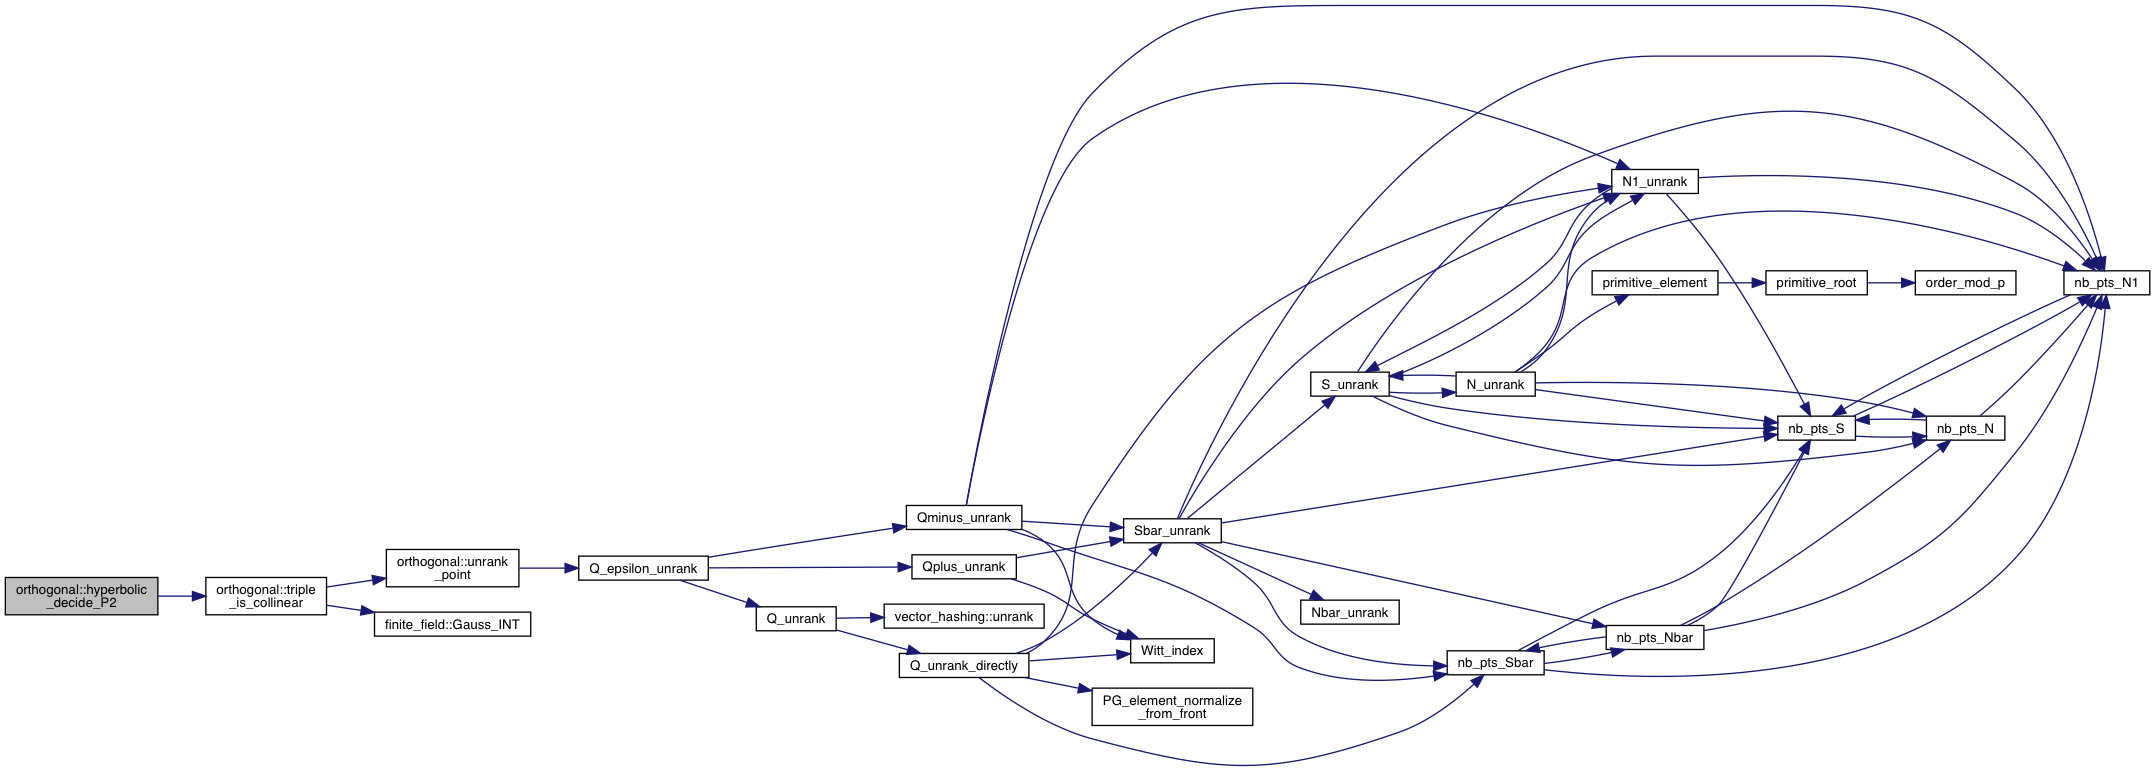 orthogonal::hyperbolic
_decide_P2
orthogonal::triple
_is_collinear
orthogonal::unrank
_point
finite_field::Gauss_INT
Q_epsilon_unrank
Q_unrank
Qminus_unrank
Qplus_unrank
vector_hashing::unrank
Q_unrank_directly
Sbar_unrank
Witt_index
PG_element_normalize
_from_front
S_unrank
Nbar_unrank
N_unrank
nb_pts_Sbar
N1_unrank
primitive_element
nb_pts_Nbar
primitive_root
nb_pts_S
order_mod_p
nb_pts_N
nb_pts_N1